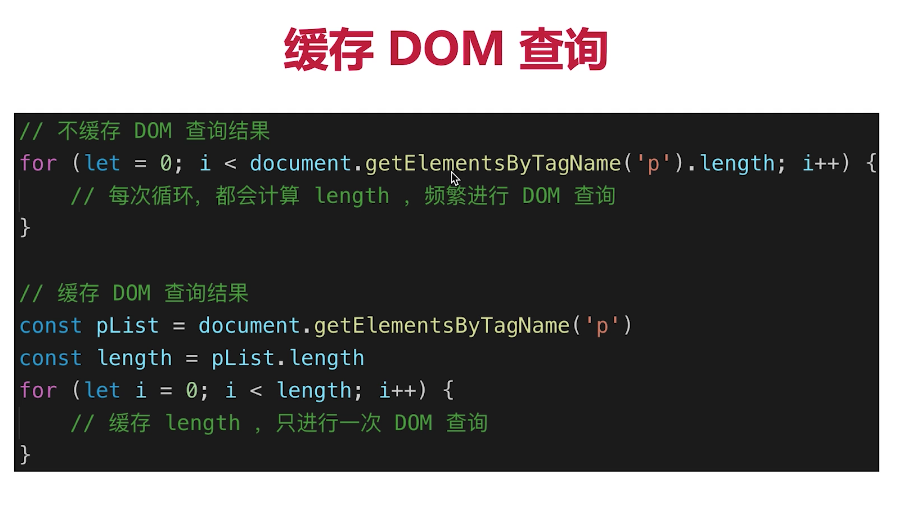 缓存 DOM 查询
// 不缓存 DOM 查询结果
for (let = 0; i < document.getElementsByTagName('p').length; i++) {
// 每次循环，都会计算 length ，频繁进行 DOM 查询
}
// 缓存 DOM 查询结果
const pList = document.getElementsByTagName('p')
const length = pList.length
for (let i = 0; i < length; i++) {
// 缓存 length ，只进行一次 DOM 查询
}